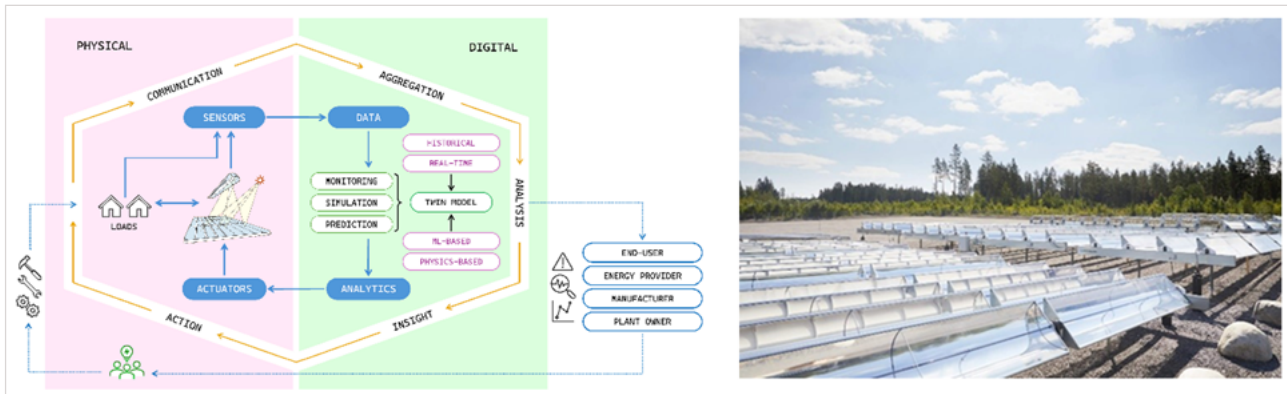 PHYSICAL
DIGITAL
COMMUNICATION
AGGREGATION
SENSORS
DATA
HISTORICAL
REAL-TIME
MONITORING
SIMULATION
PREDICTION
TWIN MODEL
ANALYSIS
LOADS
ML-BASED
PHYSICS-BASED
END-USER
ENERGY PROVIDER
MANUFACTURER
PLANT OWNER
ACTUATORS
ANALYTICS
ACTION
INSIGHT